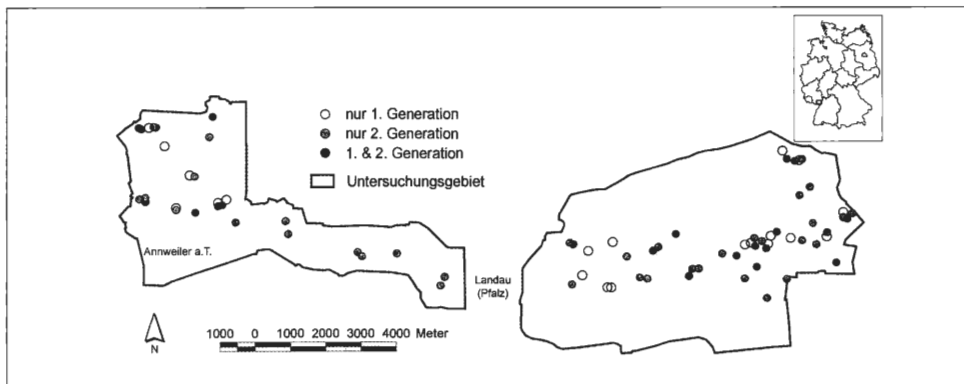 nur 1. Generation
nur 2. Generation
1. & 2. Generation
Untersuchungsgebiet
Annweiler a.T.
Landau
(Pfalz)
N
1000 0 1000 2000 3000 4000 Meter